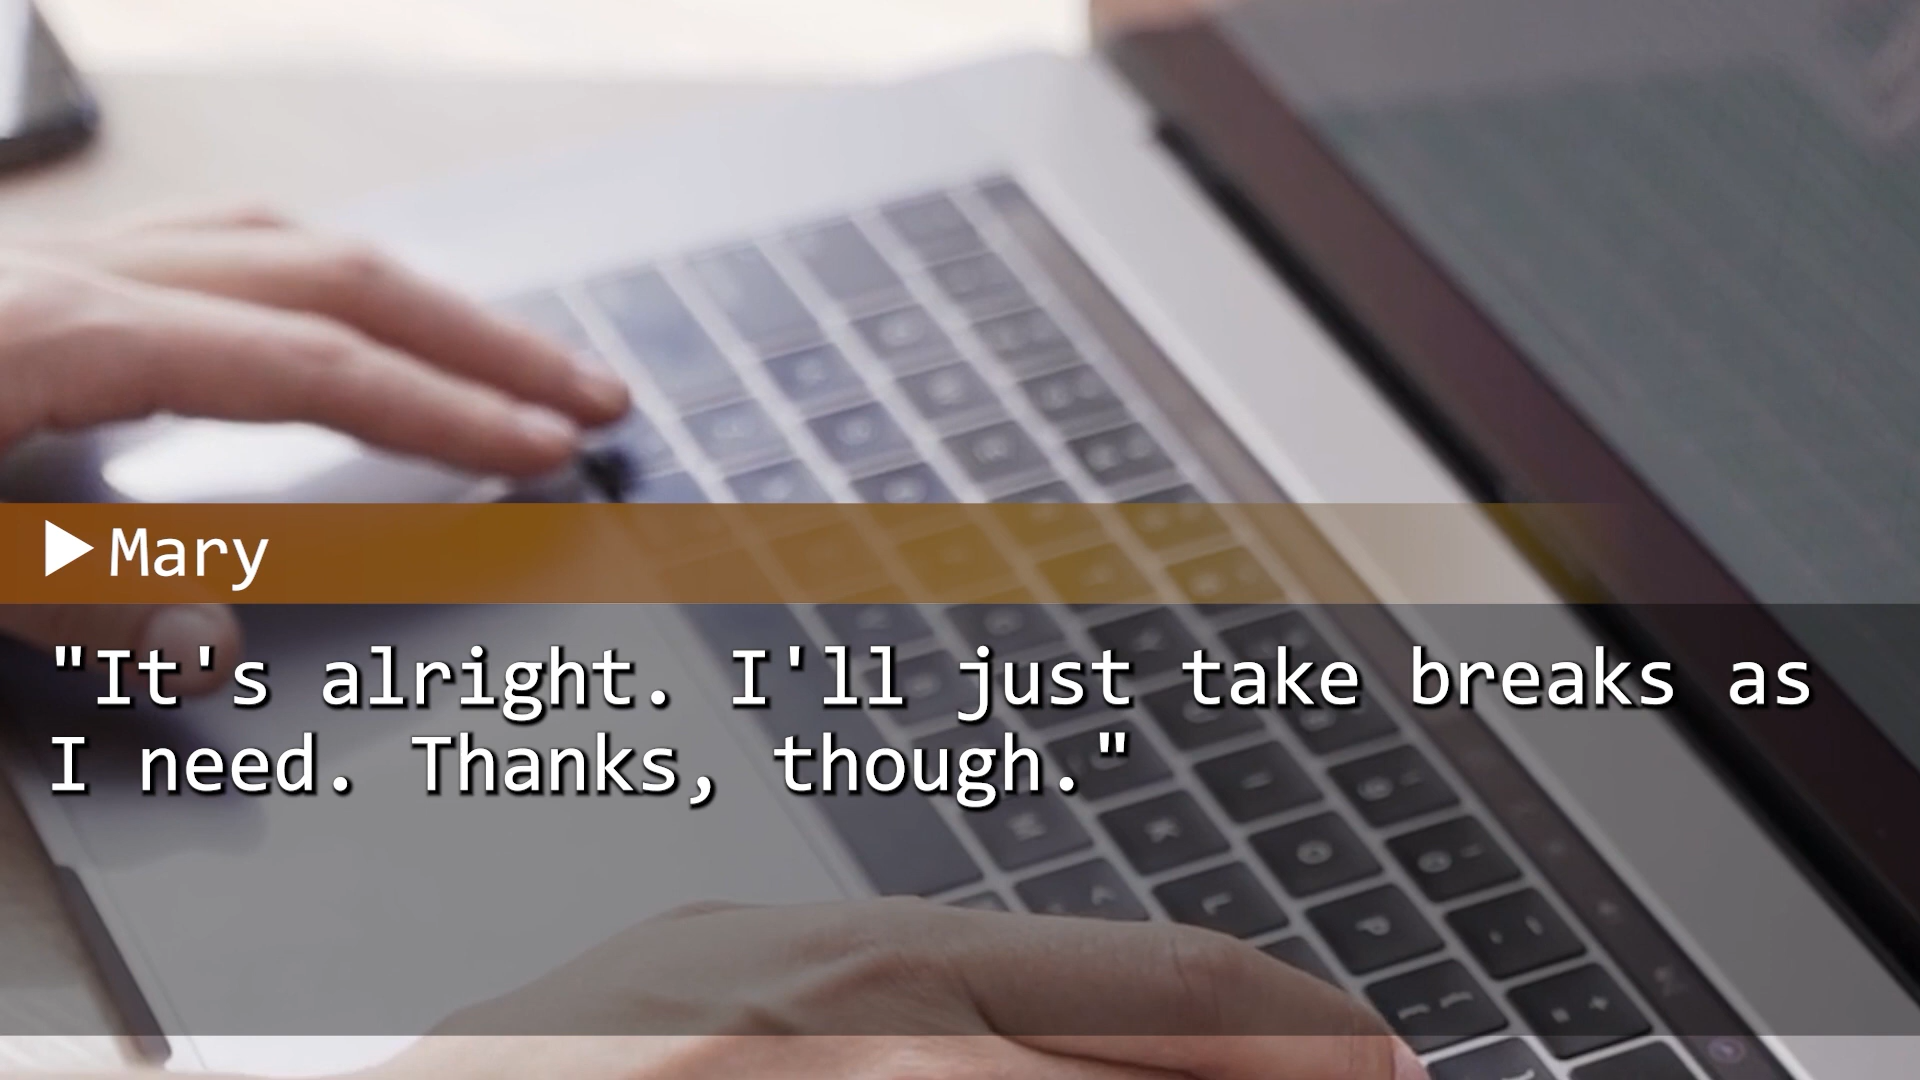 Mary
"It's alright. I'll just take breaks as
I need. Thanks, though."